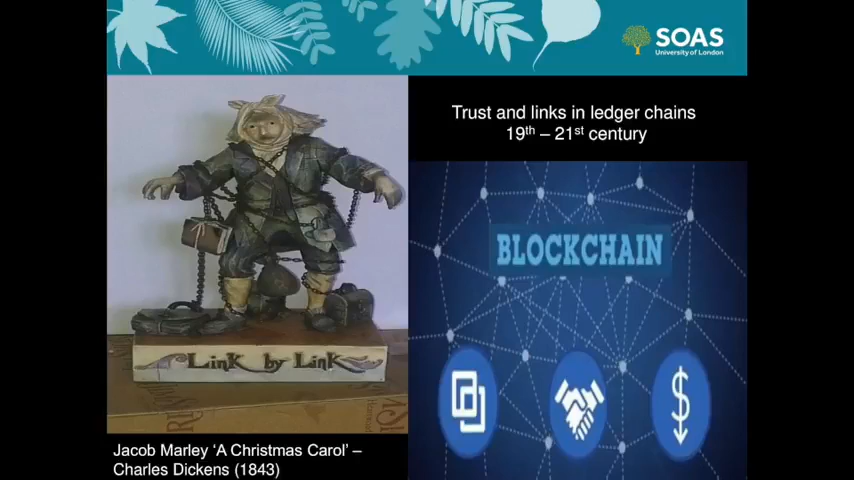 SOAS
University of London
Trust and links in ledger chains
19th – 21st century
BLOCKCHAIN
Link by Link
Jacob Marley ‘A Christmas Carol’ –
Charles Dickens (1843)